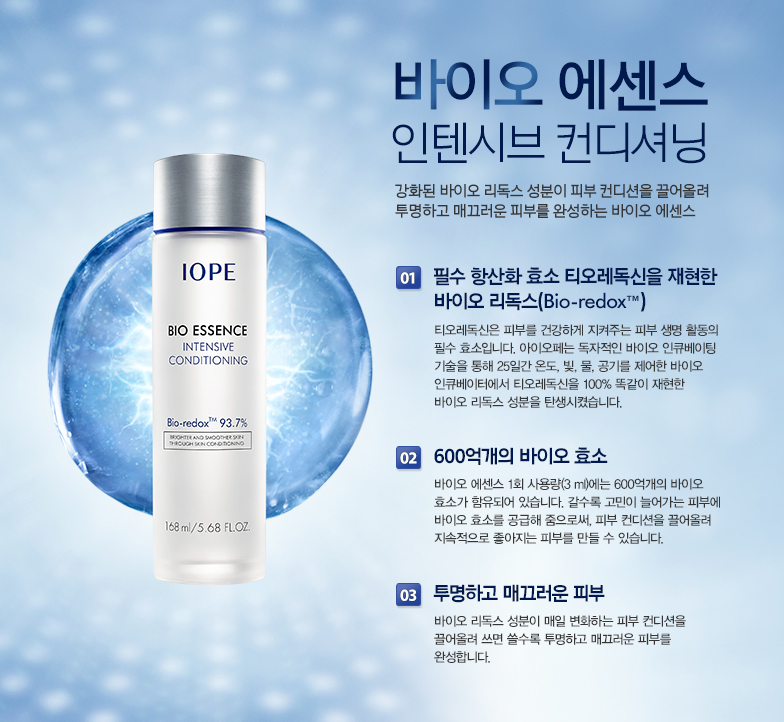 바이오 에센스
인텐시브 컨디셔닝
강화된 바이오 리독스 성분이 피부 컨디션을 끌어올려
투명하고 매끄러운 피부를 완성하는 바이오 에센스
01 필수 항산화 효소 티오레독신을 재현한
바이오 리독스(Bio-redox™)
티오레독신은 피부를 건강하게 지켜주는 피부 생명 활동의
필수 효소입니다. 아이오페는 독자적인 바이오 인큐베이팅
기술을 통해 25일간 온도, 빛, 물, 공기를 제어한 바이오
인큐베이터에서 티오레독신을 100% 똑같이 재현한
바이오 리독스 성분을 탄생시켰습니다.
02 600억개의 바이오 효소
바이오 에센스 1회 사용량(3 ml)에는 600억개의 바이오
효소가 함유되어 있습니다. 갈수록 고민이 늘어가는 피부에
바이오 효소를 공급해 줌으로써, 피부 컨디션을 끌어올려
지속적으로 좋아지는 피부를 만들 수 있습니다.
03 투명하고 매끄러운 피부
바이오 리독스 성분이 매일 변화하는 피부 컨디션을
끌어올려 쓰면 쓸수록 투명하고 매끄러운 피부를
완성합니다.
IOPE
BIO ESSENCE
INTENSIVE
CONDITIONING
Bio-redox™ 93.7%
BRIGHTER AND SMOOTHER SKIN
THROUGH SKIN CONDITIONING
168 ml/5.68 FL.OZ.